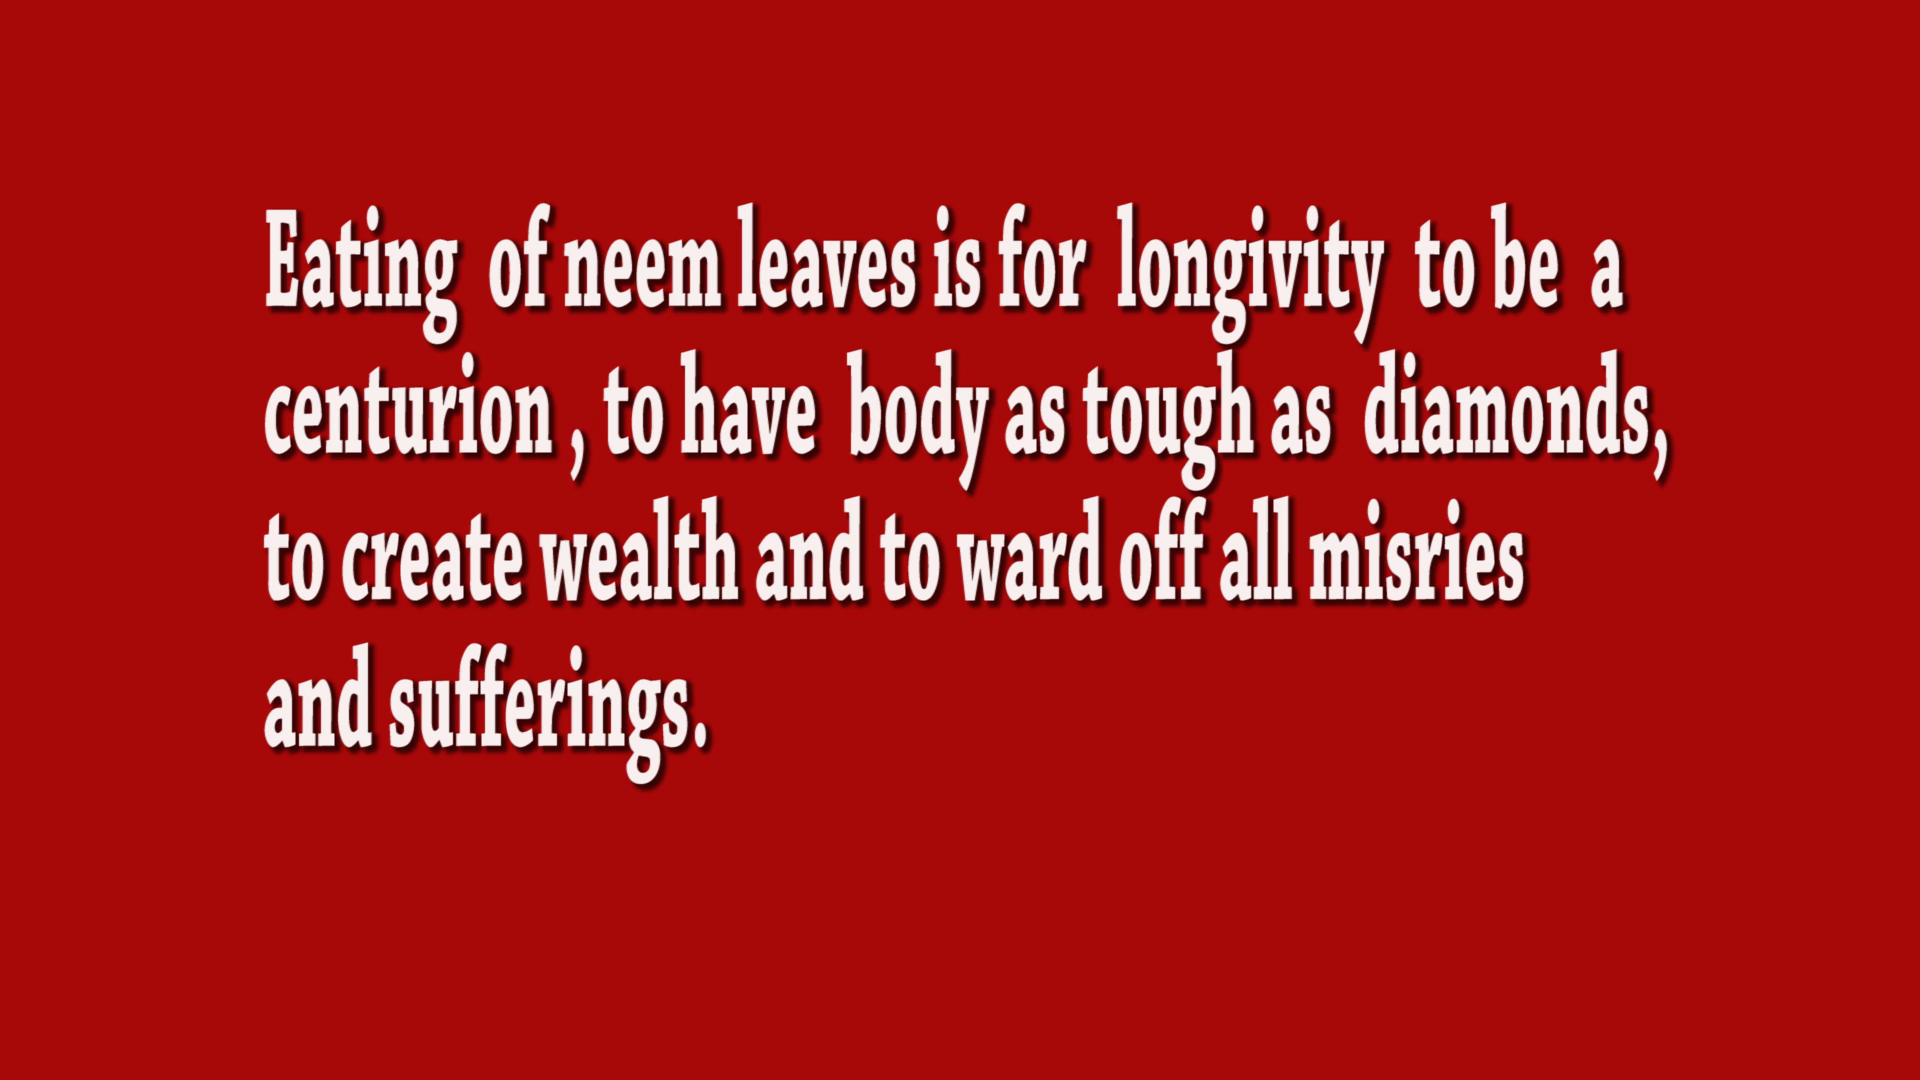 Eating of neem leaves is for longivity to be a
centurion , to have body as tough as diamonds,
to create wealth and to ward off all misries
and sufferings.